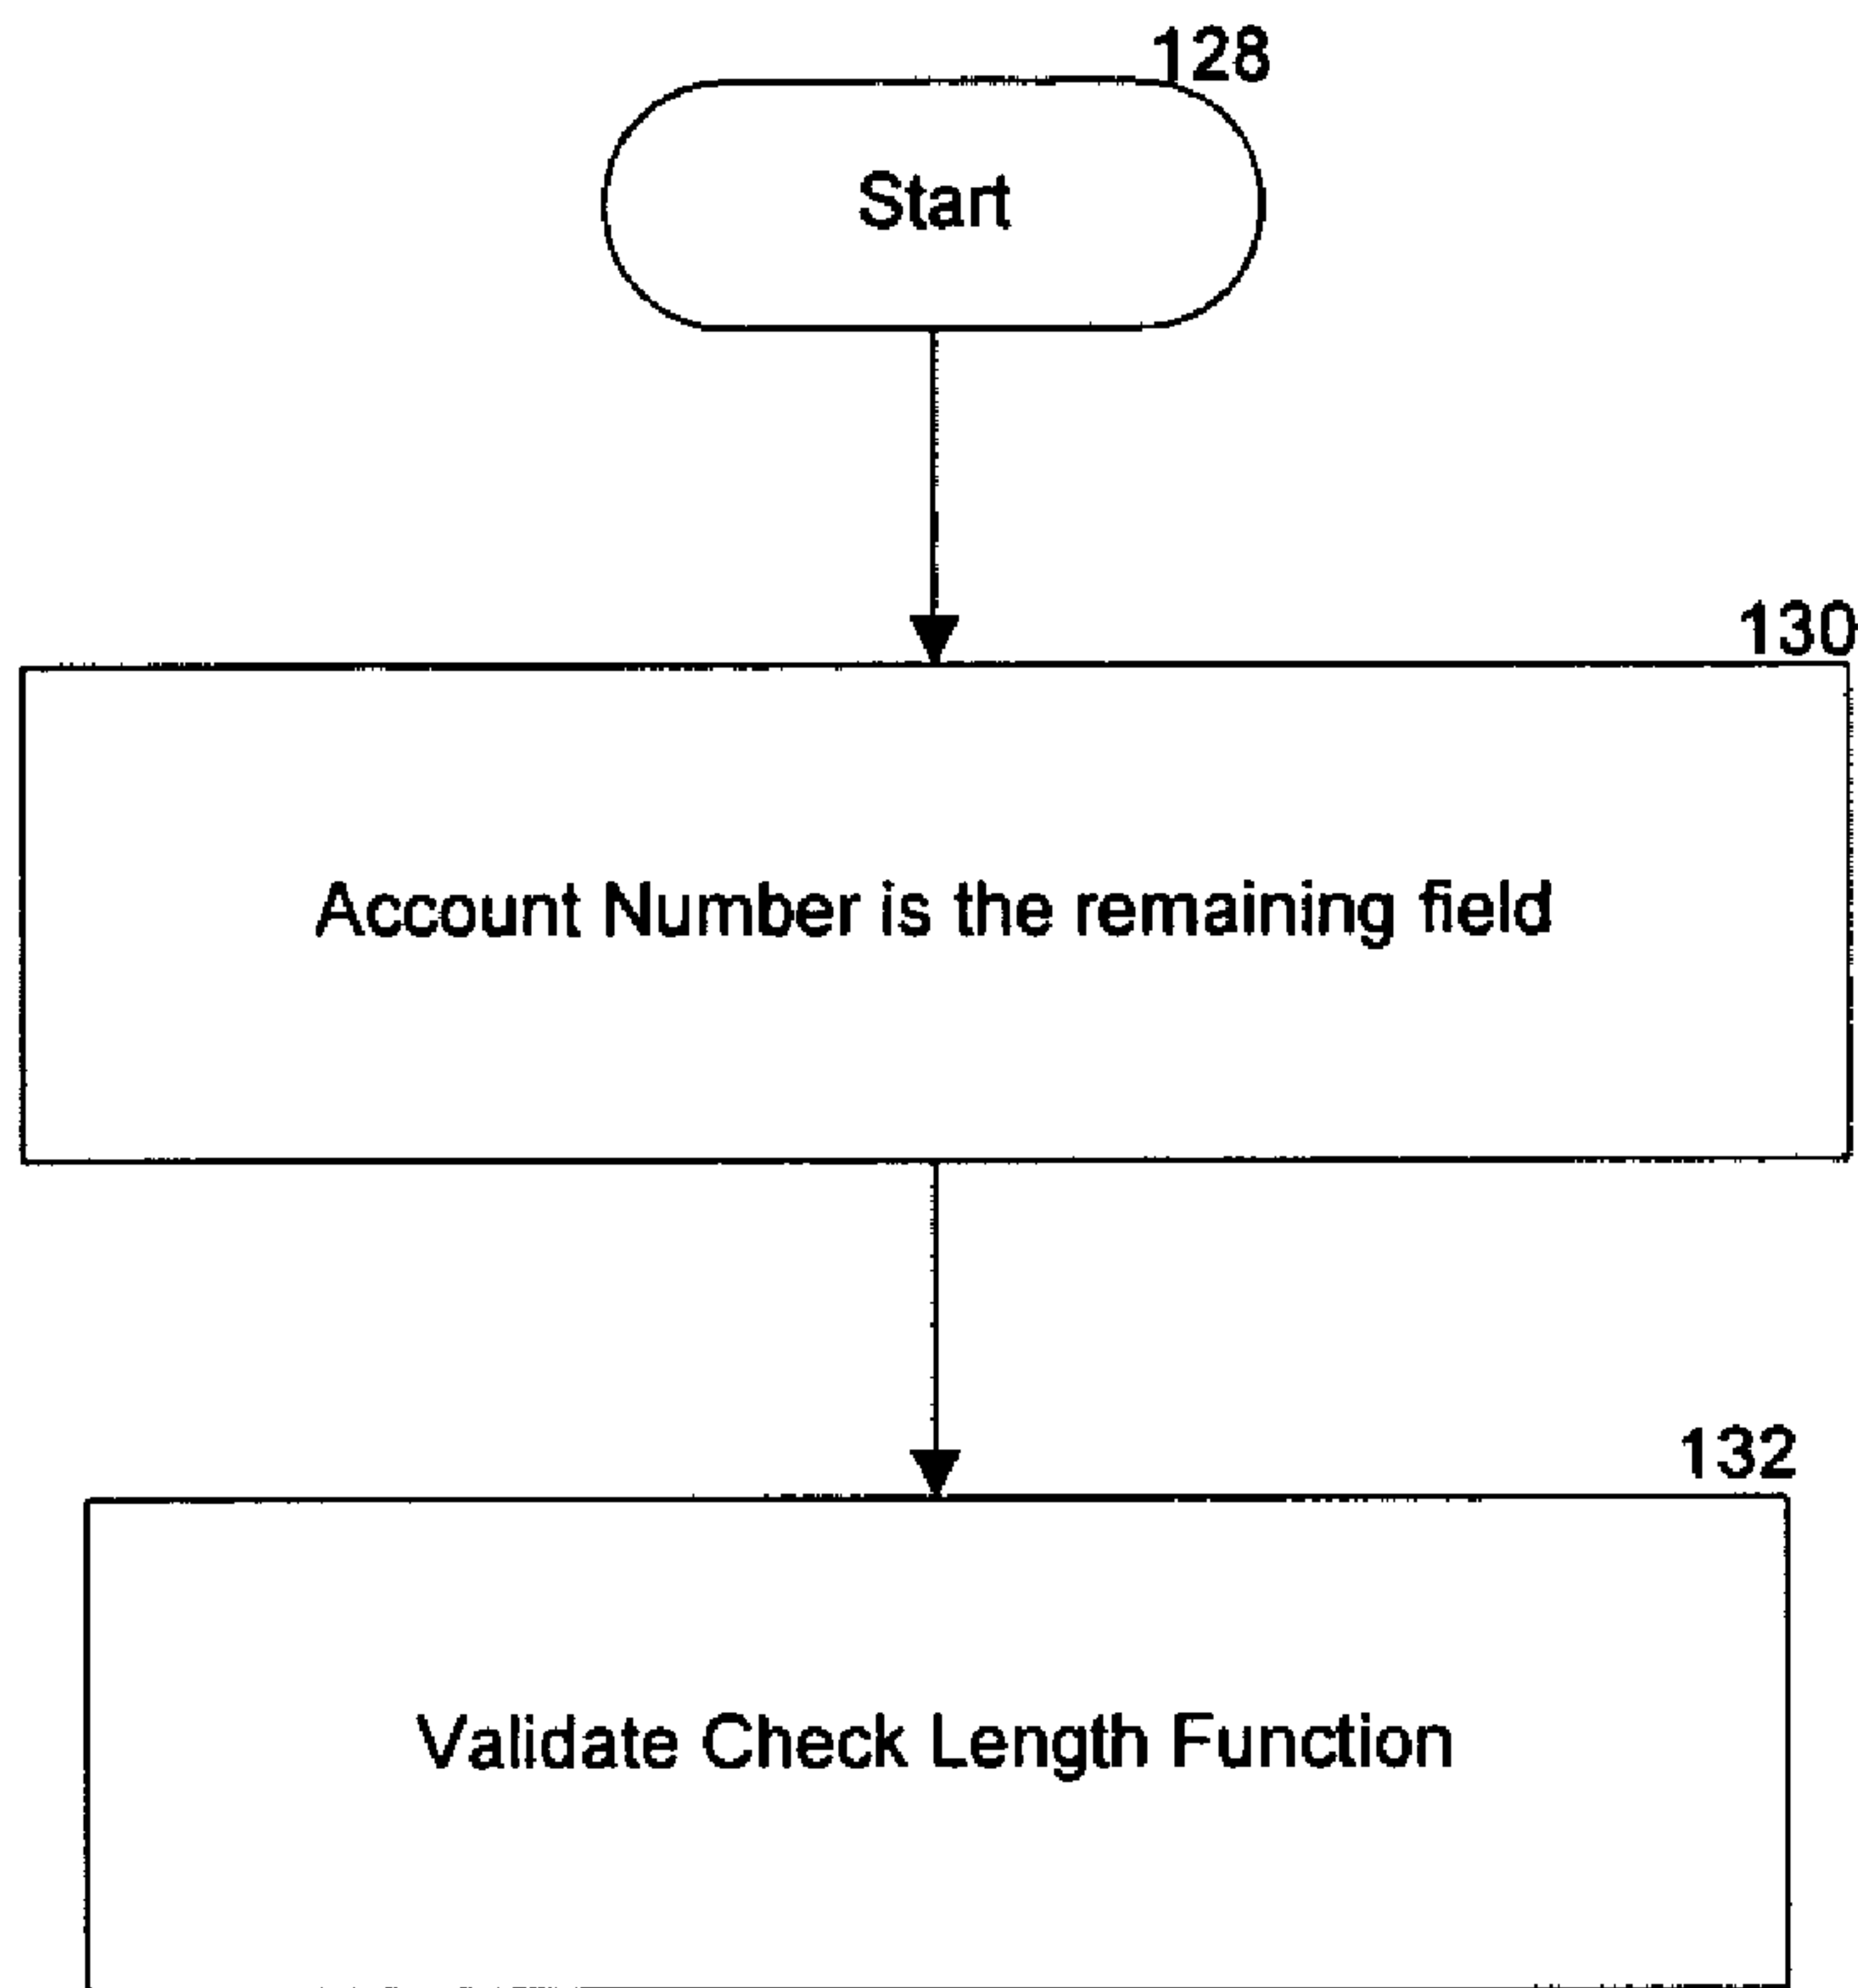 128
Start
130
Account Number is the remaining field
132
Validate Check Length Function